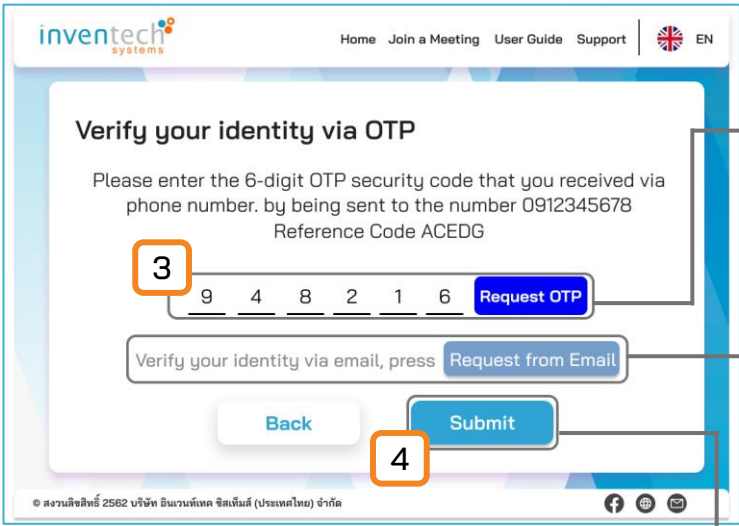 inventech
systems
Home Join a Meeting User Guide Support EN
Verify your identity via OTP
Please enter the 6-digit OTP security code that you received via
phone number. by being sent to the number 0912345678
Reference Code ACEDG
3
9 4 8 2 1 6 Request OTP
Verify your identity via email, press Request from Email
Back Submit
4
© สงวนลิขสิทธิ์ 2562 บริษัท อินเวนท์เทค ซิสเท็มส์ (ประเทศไทย) จำกัด